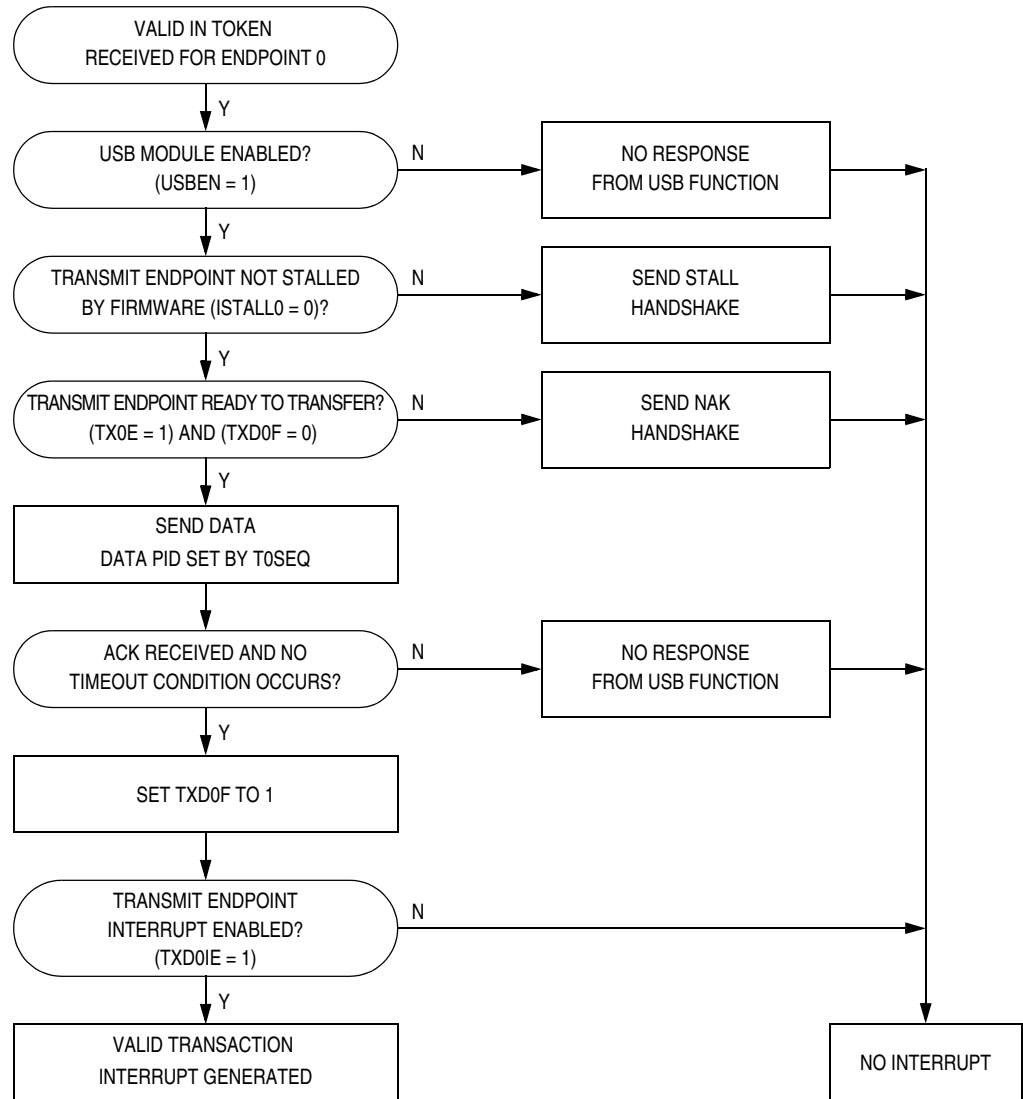 VALID IN TOKEN
RECEIVED FOR ENDPOINT 0
Y
USB MODULE ENABLED?
(USBEN = 1)
N
NO RESPONSE
FROM USB FUNCTION
Y
TRANSMIT ENDPOINT NOT STALLED
BY FIRMWARE (ISTALL0 = 0)?
N
SEND STALL
HANDSHAKE
Y
TRANSMIT ENDPOINT READY TO TRANSFER?
(TX0E = 1) AND (TXD0F = 0)
N
SEND NAK
HANDSHAKE
Y
SEND DATA
DATA PID SET BY T0SEQ
ACK RECEIVED AND NO
TIMEOUT CONDITION OCCURS?
N
NO RESPONSE
FROM USB FUNCTION
Y
SET TXD0F TO 1
TRANSMIT ENDPOINT
INTERRUPT ENABLED?
(TXD0IE = 1)
N
Y
VALID TRANSACTION
INTERRUPT GENERATED
NO INTERRUPT